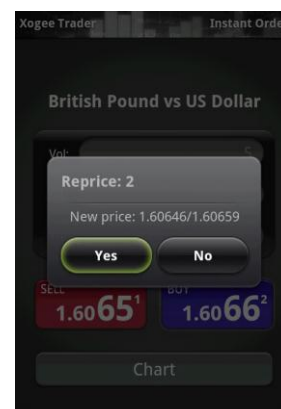 Xogee Trader Instant Orde
British Pound vs US Dollar
Vol: 5
Reprice: 2
New price: 1.60646/1.60659
Yes No
SELL BUY
1.60651 1.60662
Chart